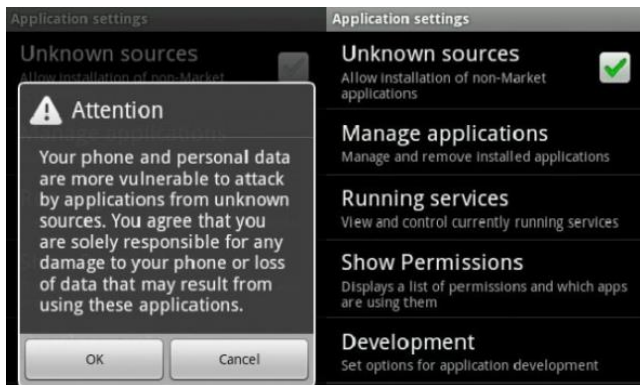 Application settings
Unknown sources
Allow installation of non-Market
Attention
Your phone and personal data
are more vulnerable to attack
by applications from unknown
sources. You agree that you
are solely responsible for any
damage to your phone or loss
of data that may result from
using these applications.
OK
Cancel
Application settings
Unknown sources
Allow installation of non-Market
applications
Manage applications
Manage and remove installed applications
Running services
View and control currently running services
Show Permissions
Displays a list of permissions and which apps
are using them
Development
Set options for application development